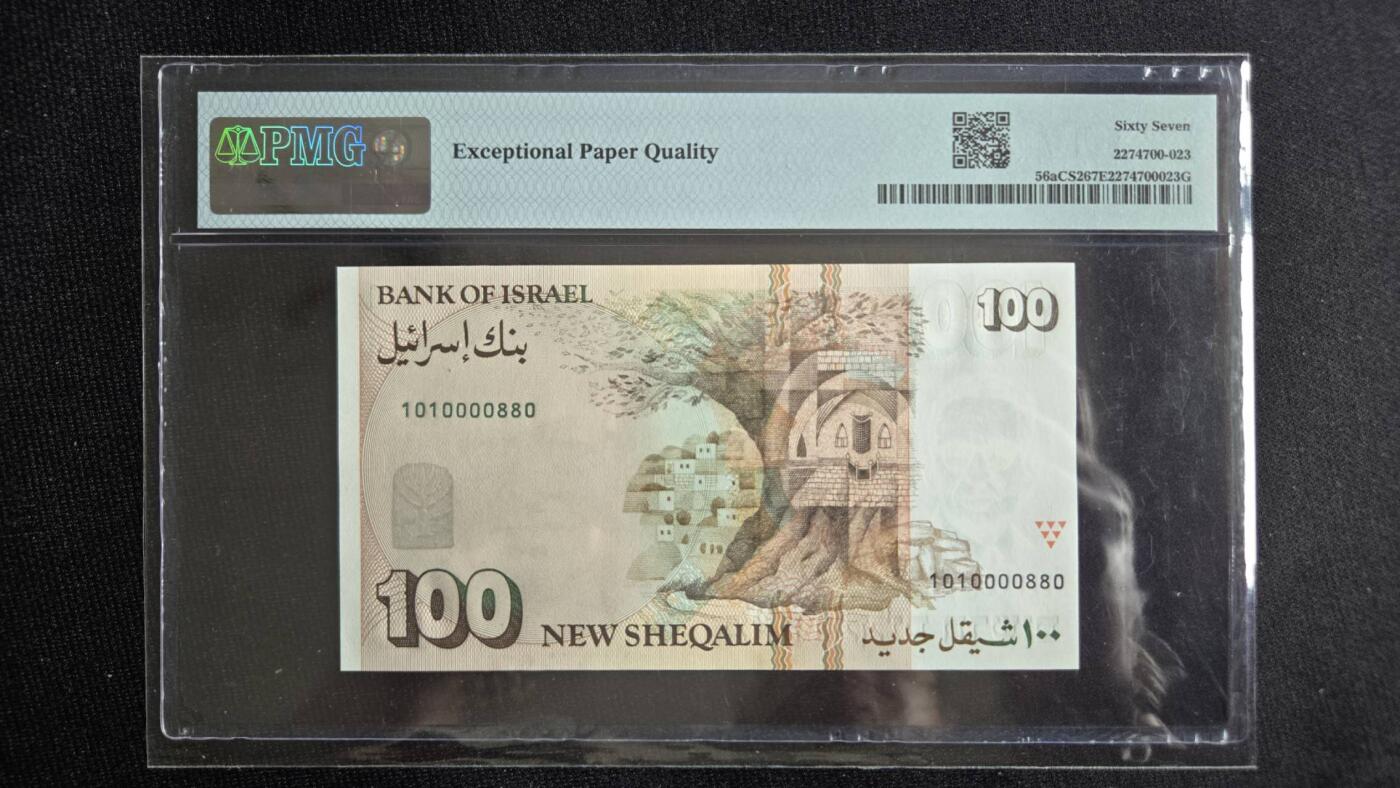 PMG
Exceptional Paper Quality
Sixty Seven
2274700-023
56aCS267E2274700023G
BANK OF ISRAEL
100
بنك إسرائيل
1010000880
1010000880
100
NEW SHEQALIM
١٠٠ شيقل جديد